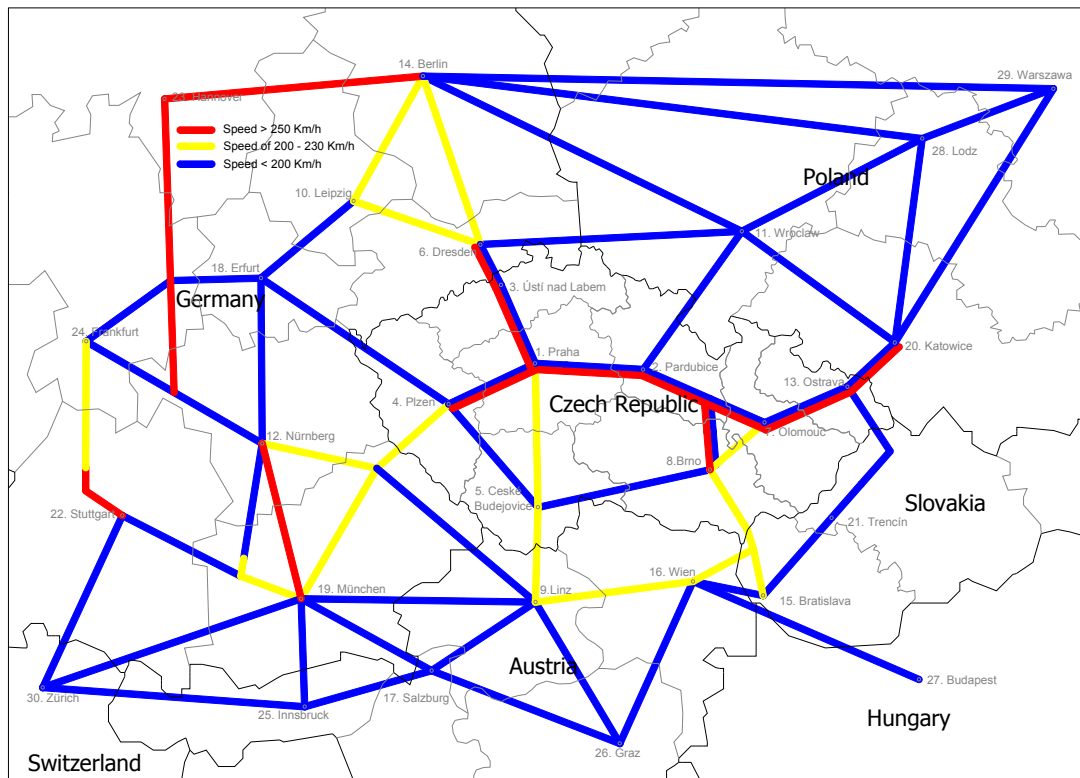 14. Berlin
29. Warszawa
23. Hannover
Speed > 250 Km/h
Speed of 200 - 230 Km/h
Speed < 200 Km/h
28. Lodz
Poland
10. Leipzig
11. Wroclaw
6. Dresden
18. Erfurt
3. Ústí nad Labem
Germany
24. Frankfurt
20. Katowice
1. Praha
2. Pardubice
13. Ostrava
4. Plzen
Czech Republic
7. Olomouc
12. Nürnberg
8.Brno
5. Ceske
Budejovice
Slovakia
22. Stuttgart
21. Trencín
16. Wien
19. München
9.Linz
15. Bratislava
Austria
27. Budapest
30. Zürich
17. Salzburg
25. Innsbruck
Hungary
26. Graz
Switzerland